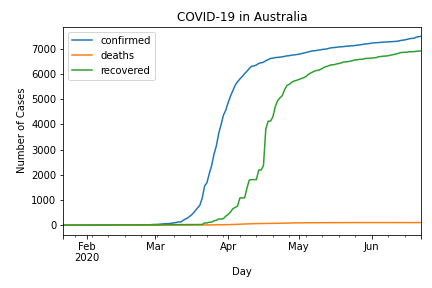 COVID-19 in Australia
confirmed
deaths
recovered
Number of Cases
7000
6000
5000
4000
3000
2000
1000
0
Feb
2020
Mar
Apr
May
Jun
Day